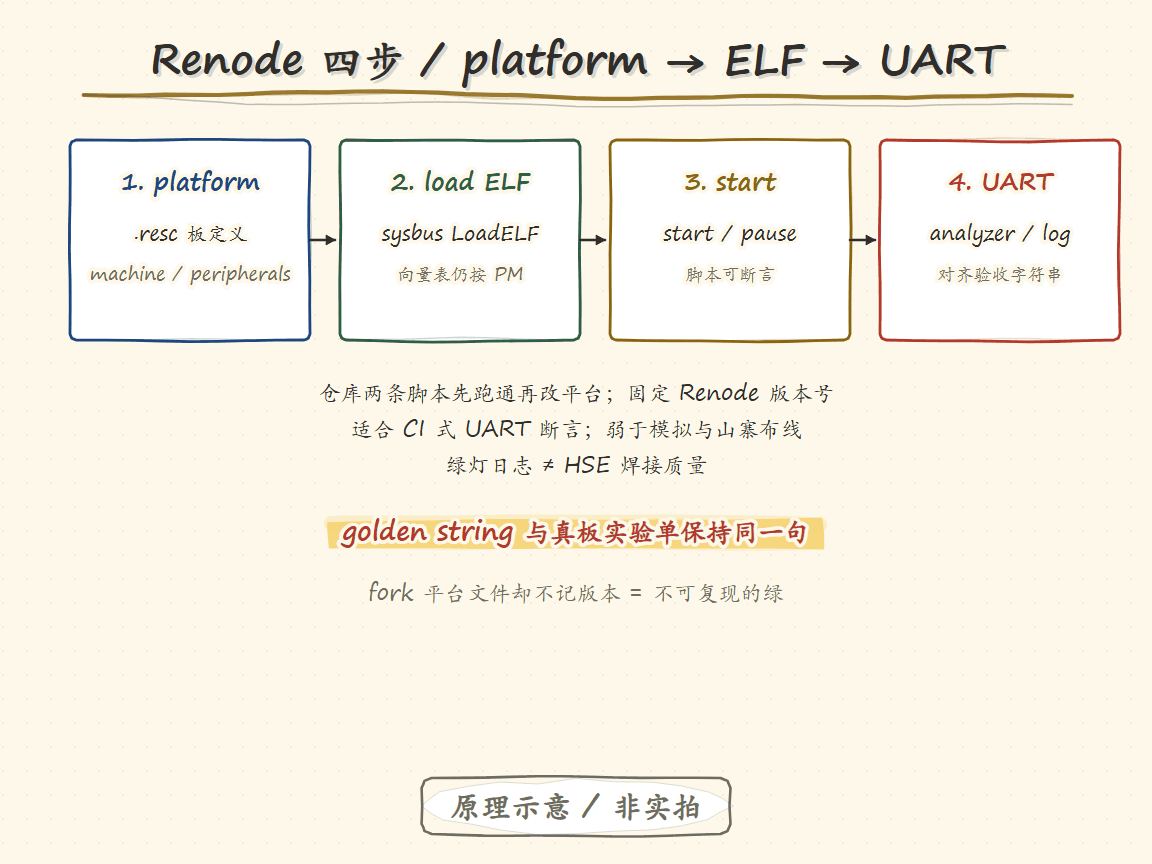 Renode 四步 / platform → ELF → UART
1. platform
.resc 板定义
machine / peripherals
2. load ELF
sysbus LoadELF
向量表仍按 PM
3. start
start / pause
脚本可断言
4. UART
analyzer / log
对齐验收字符串
仓库两条脚本先跑通再改平台；固定 Renode 版本号
适合 CI 式 UART 断言；弱于模拟与山寨布线
绿灯日志 ≠ HSE 焊接质量
golden string 与真板实验单保持同一句
fork 平台文件却不记版本 = 不可复现的绿
原理示意 / 非实拍